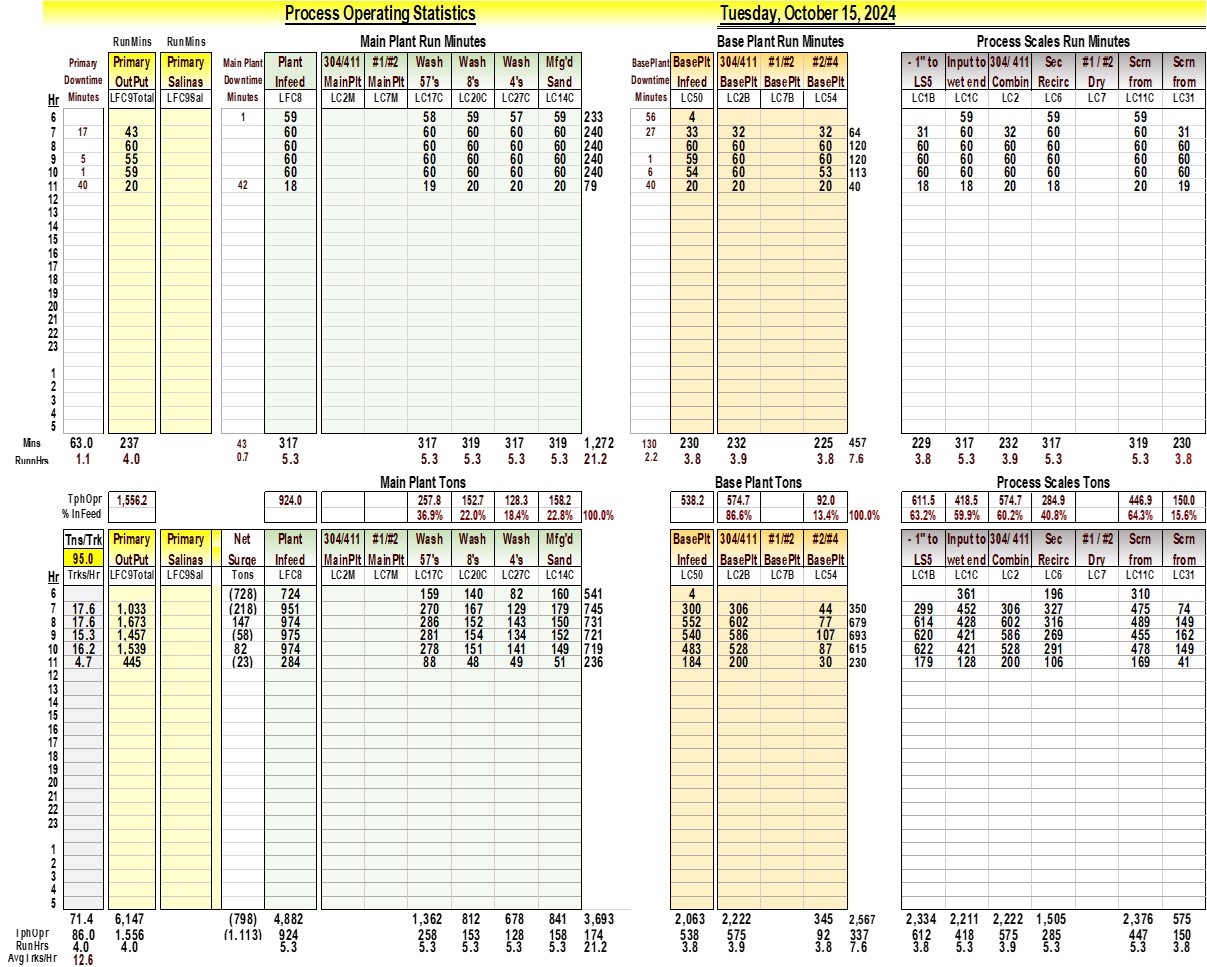 Process Operating Statistics Tuesday, October 15, 2024
RunMins RunMins Main Plant Run Minutes Base Plant Run Minutes Process Scales Run Minutes
Primary Primary Primary Main Plant Plant 304/411 #1/#2 Wash Wash Wash Mfg'd BasePlant BasePlt 304/411 #1/#2 #2/#4 - 1" to Input to 304/ 411 Sec #1 / #2 Scrn Scrn
Downtime OutPut Salinas Downtime Infeed MainPlt MainPlt 57's 8's 4's Sand Downtime Infeed BasePlt BasePlt BasePlt LS5 wet end Combin Recirc Dry from from
Hr Minutes LFC9Total LFC9Sal Minutes LFC8 LC2M LC7M LC17C LC20C LC27C LC14C Minutes LC50 LC2B LC7B LC54 LC1B LC1C LC2 LC6 LC7 LC11C LC31
6 1 59 58 59 57 59 233 56 4 59 59 59
7 17 43 60 60 60 60 60 240 27 33 32 32 64 31 60 32 60 60 31
8 60 60 60 60 60 60 240 60 60 60 120 60 60 60 60 60 60
9 5 55 60 60 60 60 60 240 1 59 60 60 120 60 60 60 60 60 60
10 1 59 60 60 60 60 60 240 6 54 60 53 113 60 60 60 60 60 60
11 40 20 42 18 19 20 20 20 79 40 20 20 20 40 18 18 20 18 20 19
12
13
14
15
16
17
18
19
20
21
22
23
1
2
3
4
5
Mins 63.0 237 43 317 317 319 317 319 1,272 130 230 232 225 457 229 317 232 317 319 230
RunnHrs 1.1 4.0 0.7 5.3 5.3 5.3 5.3 5.3 21.2 2.2 3.8 3.9 3.8 7.6 3.8 5.3 3.9 5.3 5.3 3.8
Main Plant Tons Base Plant Tons Process Scales Tons
TphOpr 1,556.2 924.0 257.8 152.7 128.3 158.2 538.2 574.7 92.0 611.5 418.5 574.7 284.9 446.9 150.0
% InFeed 36.9% 22.0% 18.4% 22.8% 100.0% 86.6% 13.4% 100.0% 63.2% 59.9% 60.2% 40.8% 64.3% 15.6%
Tns/Trk Primary Primary Net Plant 304/411 #1/#2 Wash Wash Wash Mfg'd BasePlt 304/411 #1/#2 #2/#4 - 1" to Input to 304/ 411 Sec #1 / #2 Scrn Scrn
95.0 OutPut Salinas Surge Infeed MainPlt MainPlt 57's 8's 4's Sand Infeed BasePlt BasePlt BasePlt LS5 wet end Combin Recirc Dry from from
Hr Trks/Hr LFC9Total LFC9Sal Tons LFC8 LC2M LC7M LC17C LC20C LC27C LC14C LC50 LC2B LC7B LC54 LC1B LC1C LC2 LC6 LC7 LC11C LC31
6 (728) 724 159 140 82 160 541 4 361 196 310
7 17.6 1,033 (218) 951 270 167 129 179 745 300 306 44 350 299 452 306 327 475 74
8 17.6 1,673 147 974 286 152 143 150 731 552 602 77 679 614 428 602 316 489 149
9 15.3 1,457 (58) 975 281 154 134 152 721 540 586 107 693 620 421 586 269 455 162
10 16.2 1,539 82 974 278 151 141 149 719 483 528 87 615 622 421 528 291 478 149
11 4.7 445 (23) 284 88 48 49 51 236 184 200 30 230 179 128 200 106 169 41
12
13
14
15
16
17
18
19
20
21
22
23
1
2
3
4
5
71.4 6,147 (798) 4,882 1,362 812 678 841 3,693 2,063 2,222 345 2,567 2,334 2,211 2,222 1,505 2,376 575
TphOpr 86.0 1,556 (1,113) 924 258 153 128 158 174 538 575 92 337 612 418 575 285 447 150
RunHrs 4.0 4.0 5.3 5.3 5.3 5.3 5.3 21.2 3.8 3.9 3.8 7.6 3.8 5.3 3.9 5.3 5.3 3.8
AvgTrks/Hr 12.6